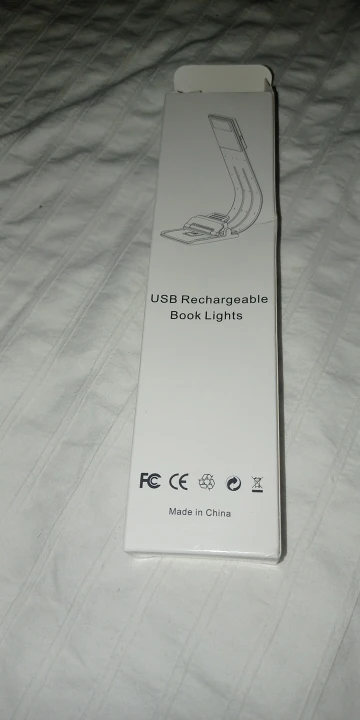 USB Rechargeable
Book Lights
FC CE
Made in China